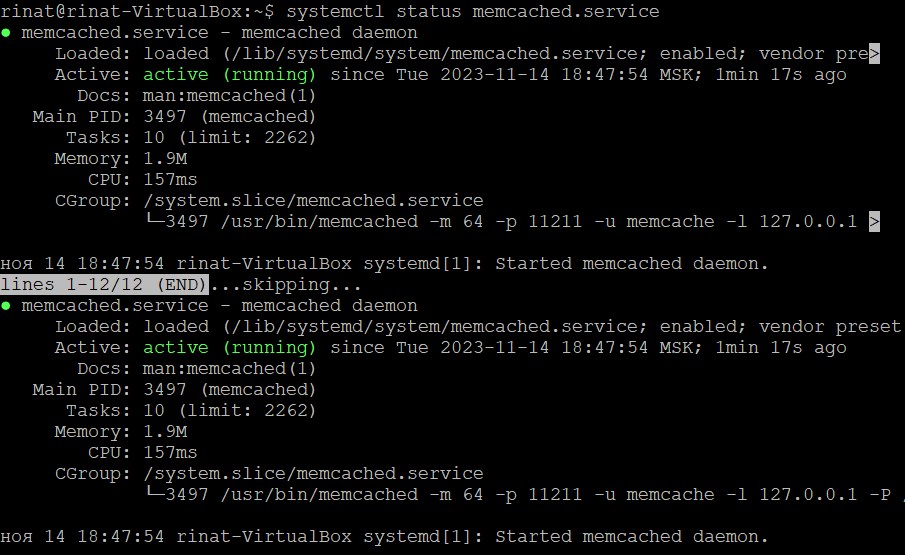 rinat@rinat-VirtualBox:~$ systemctl status memcached.service
● memcached.service - memcached daemon
     Loaded: loaded (/lib/systemd/system/memcached.service; enabled; vendor pre>
     Active: active (running) since Tue 2023-11-14 18:47:54 MSK; 1min 17s ago
       Docs: man:memcached(1)
   Main PID: 3497 (memcached)
      Tasks: 10 (limit: 2262)
     Memory: 1.9M
        CPU: 157ms
     CGroup: /system.slice/memcached.service
             └─3497 /usr/bin/memcached -m 64 -p 11211 -u memcache -l 127.0.0.1 >

ноя 14 18:47:54 rinat-VirtualBox systemd[1]: Started memcached daemon.
lines 1-12/12 (END)...skipping...
● memcached.service - memcached daemon
     Loaded: loaded (/lib/systemd/system/memcached.service; enabled; vendor preset
     Active: active (running) since Tue 2023-11-14 18:47:54 MSK; 1min 17s ago
       Docs: man:memcached(1)
   Main PID: 3497 (memcached)
      Tasks: 10 (limit: 2262)
     Memory: 1.9M
        CPU: 157ms
     CGroup: /system.slice/memcached.service
             └─3497 /usr/bin/memcached -m 64 -p 11211 -u memcache -l 127.0.0.1 -P /

ноя 14 18:47:54 rinat-VirtualBox systemd[1]: Started memcached daemon.